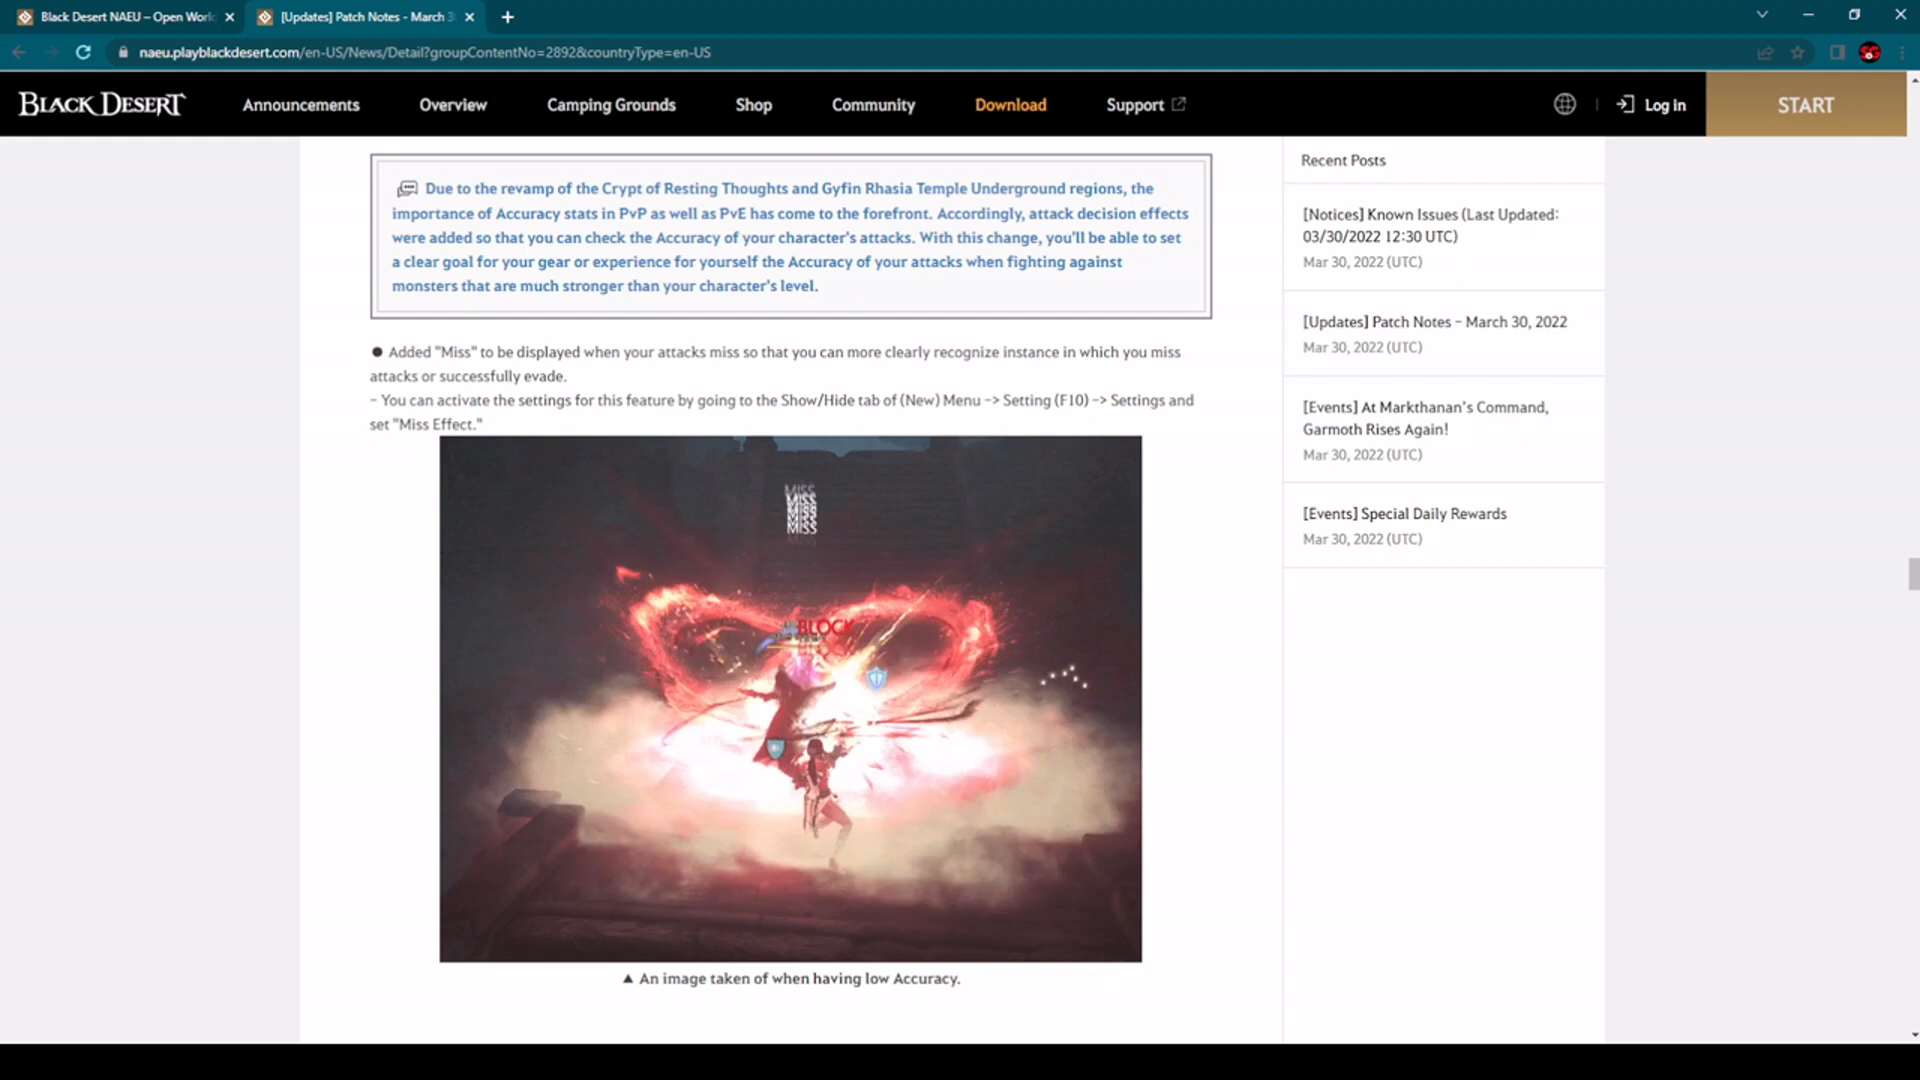 Black Desert NAEU – Open Worl
[Updates] Patch Notes - March 3
naeu.playblackdesert.com/en-US/News/Detail?groupContentNo=2892&countryType=en-US
BLACK DESERT
Announcements
Overview
Camping Grounds
Shop
Community
Download
Support
Log in
START
Due to the revamp of the Crypt of Resting Thoughts and Gyfin Rhasia Temple Underground regions, the
importance of Accuracy stats in PvP as well as PvE has come to the forefront. Accordingly, attack decision effects
were added so that you can check the Accuracy of your character's attacks. With this change, you'll be able to set
a clear goal for your gear or experience for yourself the Accuracy of your attacks when fighting against
monsters that are much stronger than your character's level.
● Added "Miss" to be displayed when your attacks miss so that you can more clearly recognize instance in which you miss
attacks or successfully evade.
– You can activate the settings for this feature by going to the Show/Hide tab of (New) Menu –> Setting (F10) –> Settings and
set "Miss Effect."
MISS
MISS
MISS
MISS
BLOCK
▲ An image taken of when having low Accuracy.
Recent Posts
[Notices] Known Issues (Last Updated:
03/30/2022 12:30 UTC)
Mar 30, 2022 (UTC)
[Updates] Patch Notes – March 30, 2022
Mar 30, 2022 (UTC)
[Events] At Markthanan's Command,
Garmoth Rises Again!
Mar 30, 2022 (UTC)
[Events] Special Daily Rewards
Mar 30, 2022 (UTC)